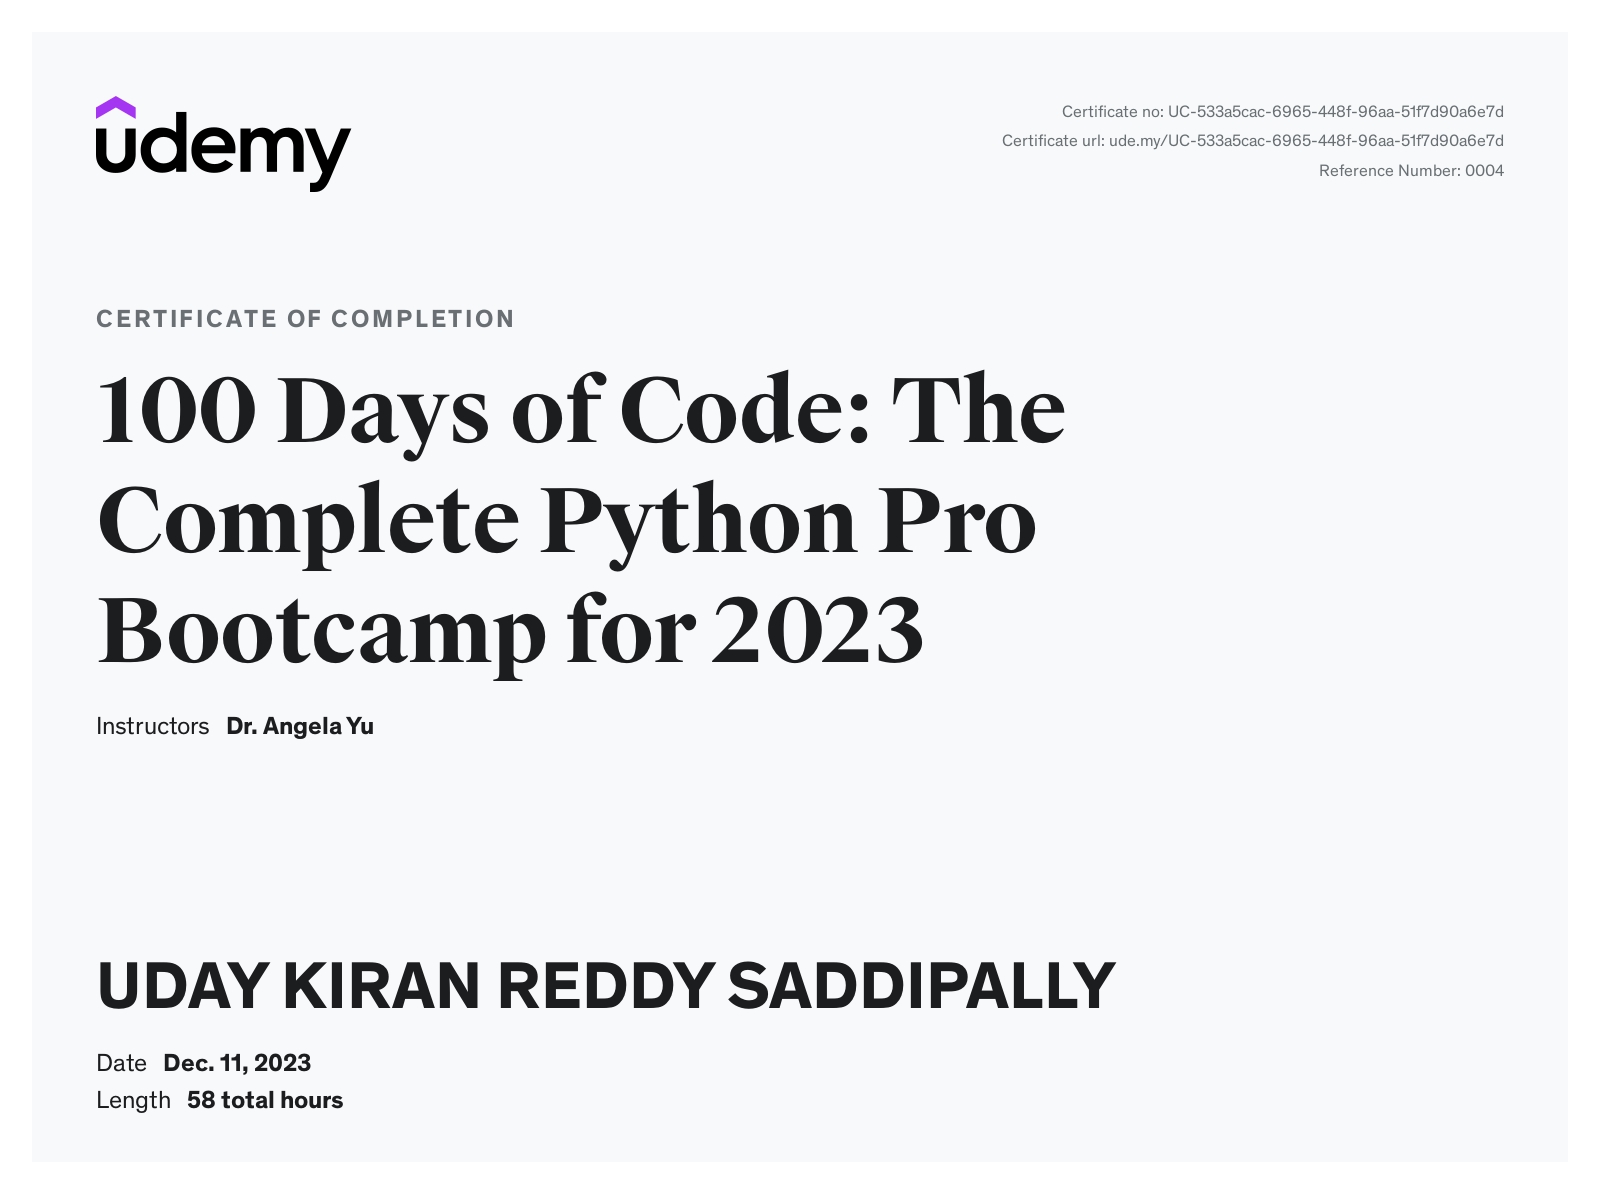 udemy
Certificate no: UC-533a5cac-6965-448f-96aa-51f7d90a6e7d
Certificate url: ude.my/UC-533a5cac-6965-448f-96aa-51f7d90a6e7d
Reference Number: 0004
CERTIFICATE OF COMPLETION
100 Days of Code: The
Complete Python Pro
Bootcamp for 2023
Instructors Dr. Angela Yu
UDAY KIRAN REDDY SADDIPALLY
Date Dec. 11, 2023
Length 58 total hours